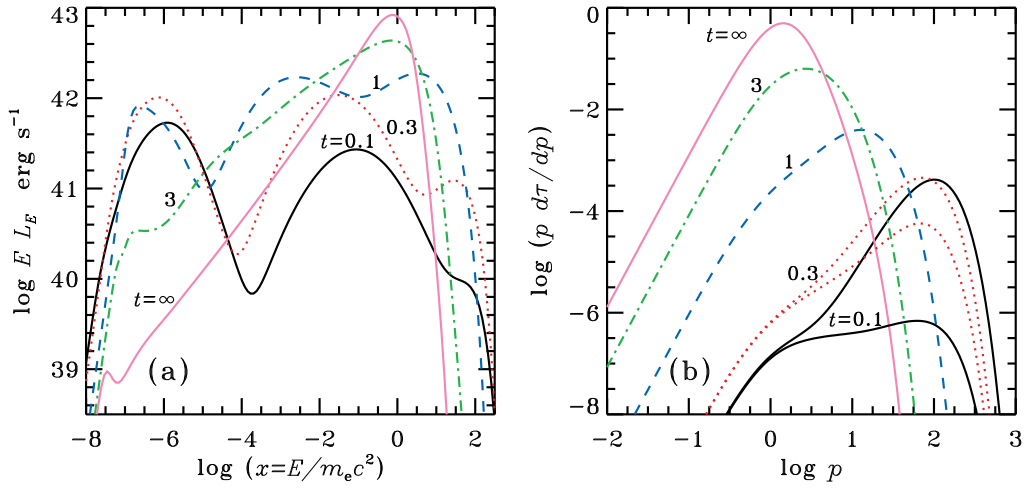 43
42
41
40
39
log E L_E erg s⁻¹
1
3
0.3
t=0.1
t=∞
(a)
−8 −6 −4 −2 0 2
log (x=E/m_ec²)
0
−2
−4
−6
−8
log (p dτ/dp)
t=∞
3
1
0.3
t=0.1
(b)
−2 −1 0 1 2 3
log p